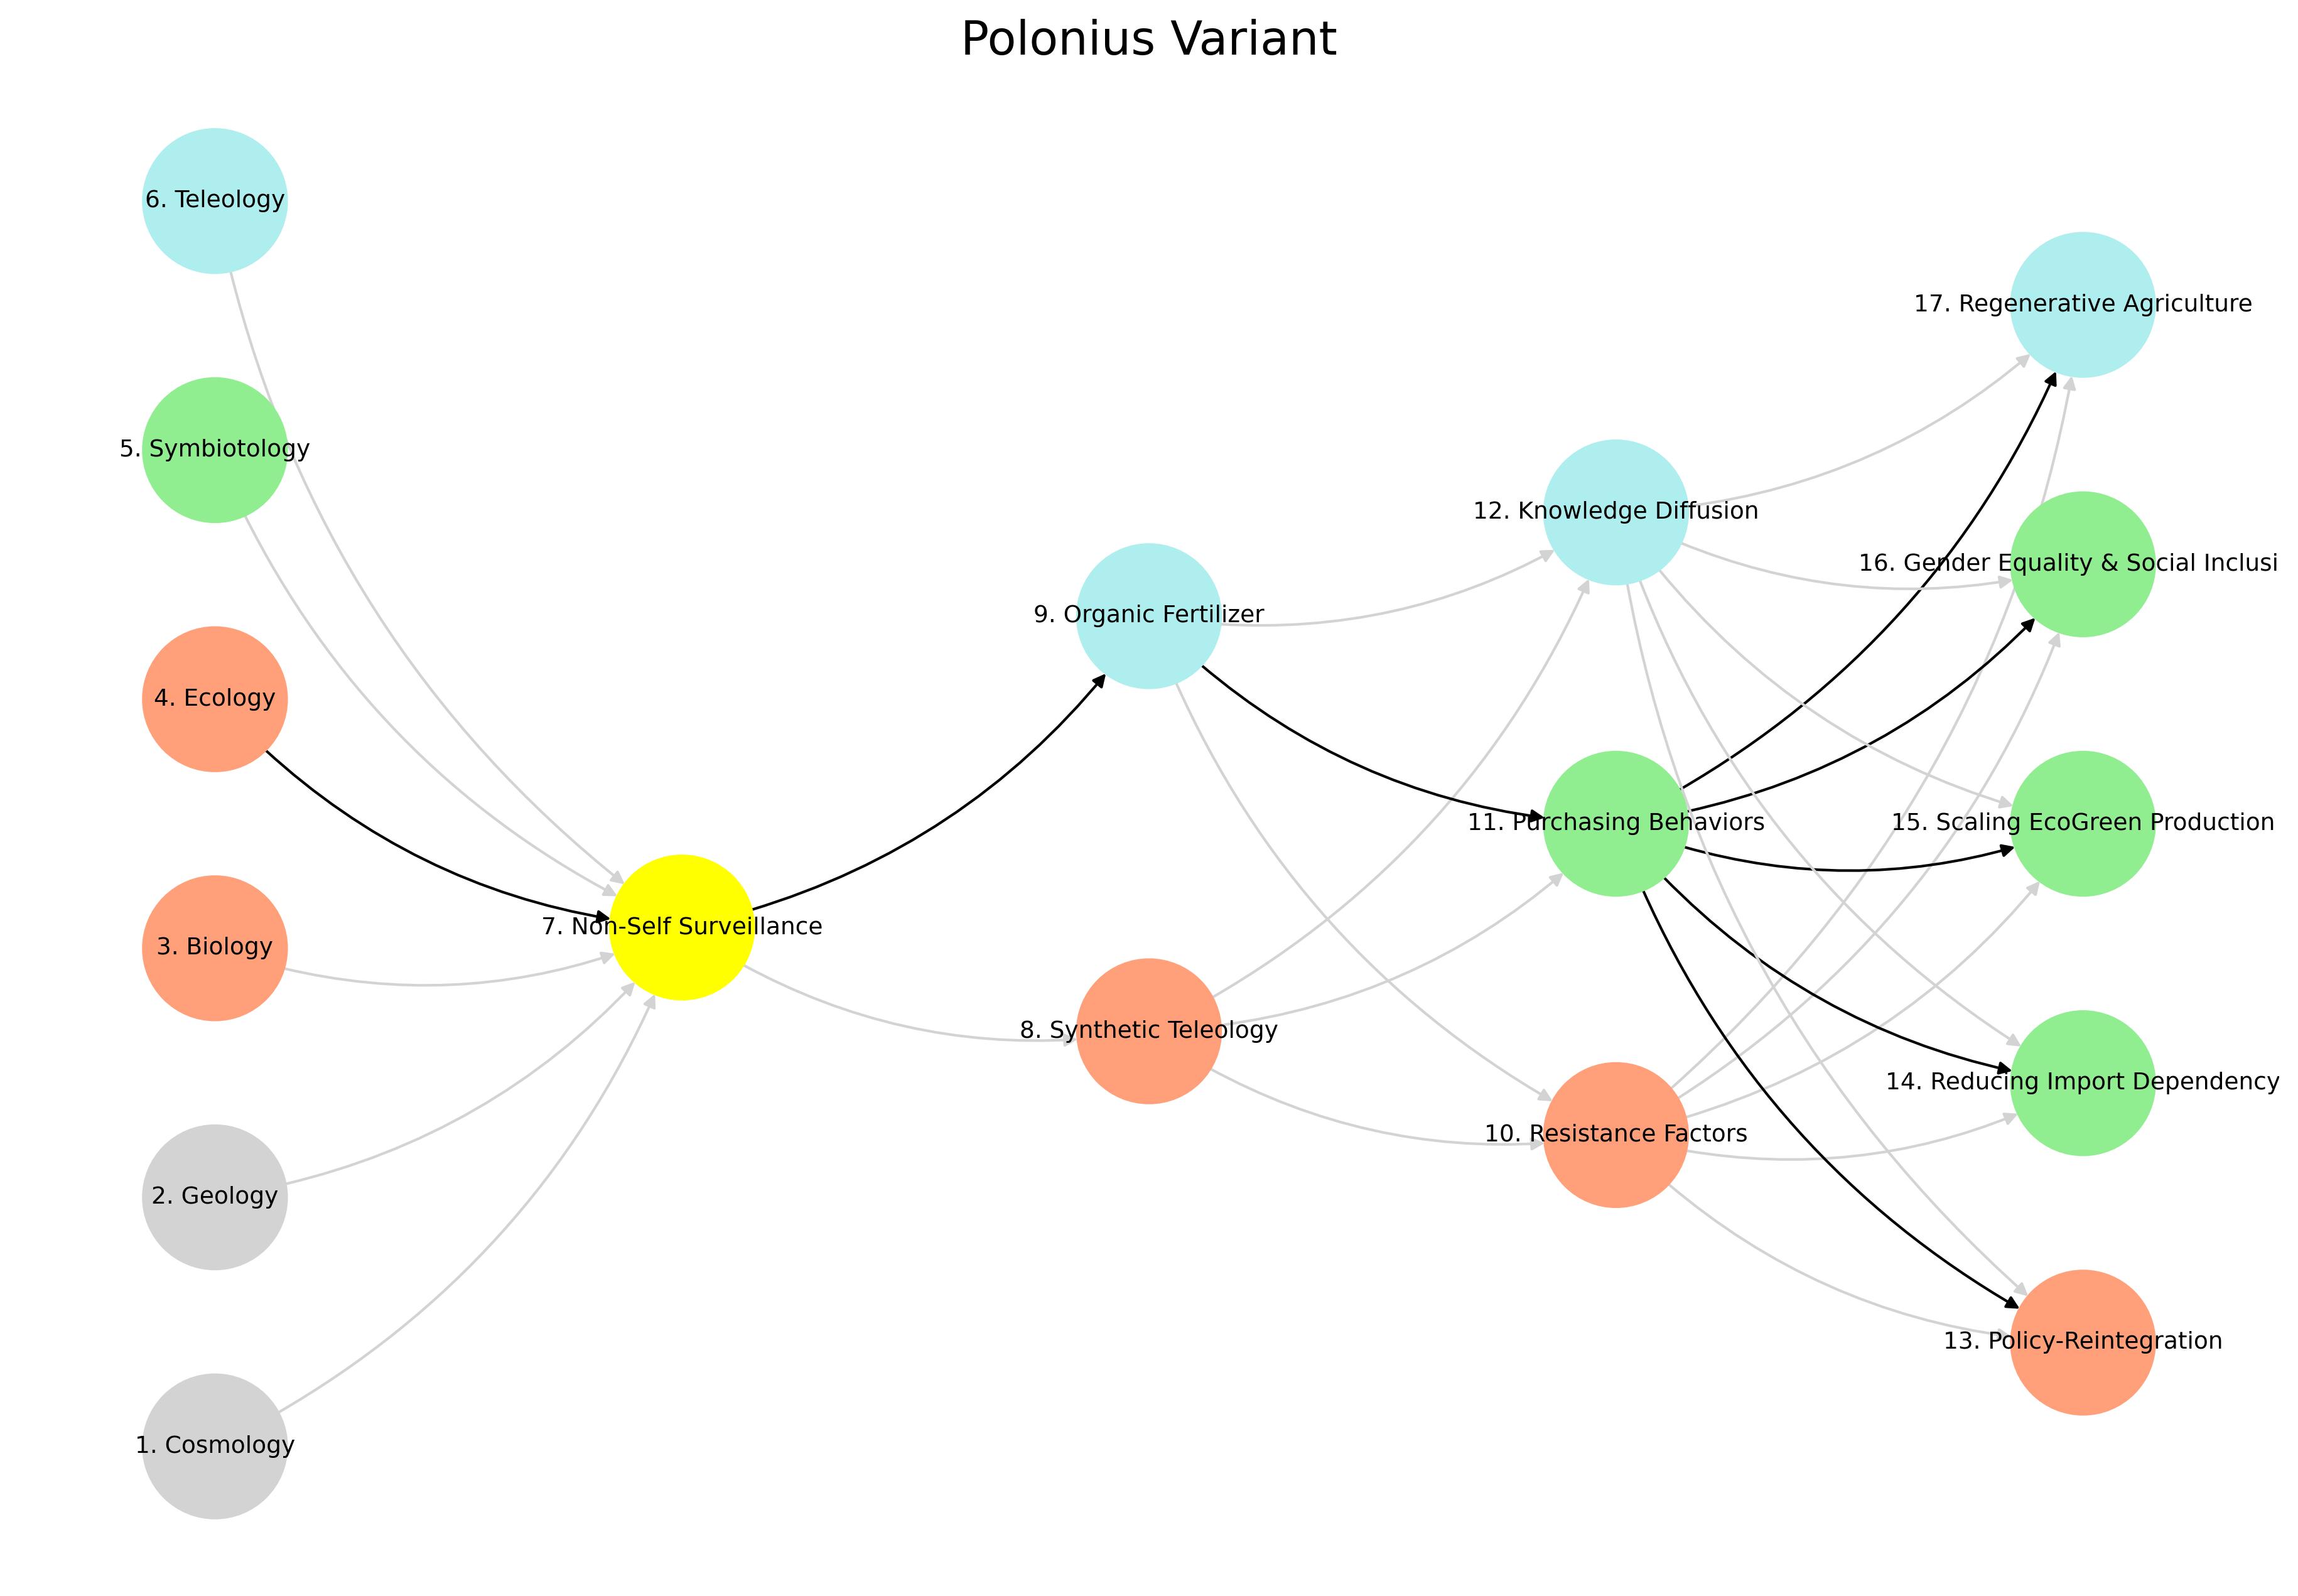 Polonius Variant
6. Teleology
5. Symbiotology
4. Ecology
3. Biology
2. Geology
1. Cosmology
7. Non-Self Surveillance
9. Organic Fertilizer
8. Synthetic Teleology
12. Knowledge Diffusion
11. Purchasing Behaviors
10. Resistance Factors
17. Regenerative Agriculture
16. Gender Equality & Social Inclusi
15. Scaling EcoGreen Production
14. Reducing Import Dependency
13. Policy-Reintegration